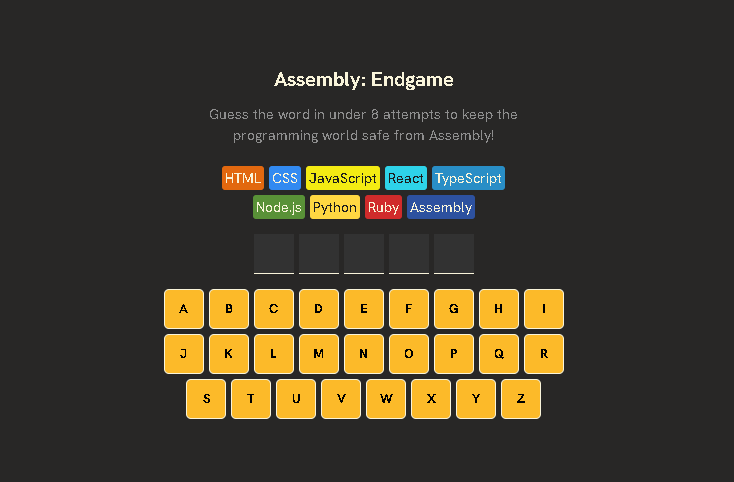 Assembly: Endgame
Guess the word in under 8 attempts to keep the
programming world safe from Assembly!
HTML CSS JavaScript React TypeScript
Node.js Python Ruby Assembly
A B C D E F G H I
J K L M N O P Q R
S T U V W X Y Z